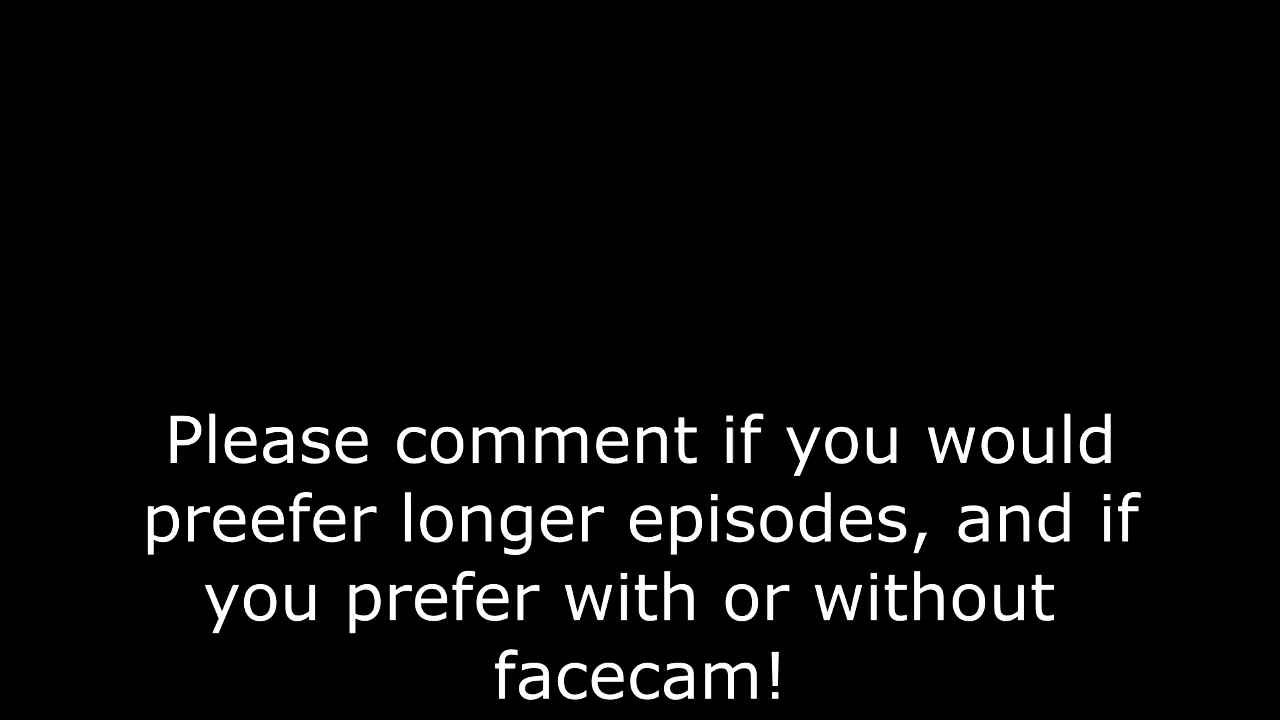 Please comment if you would
preefer longer episodes, and if
you prefer with or without
facecam!